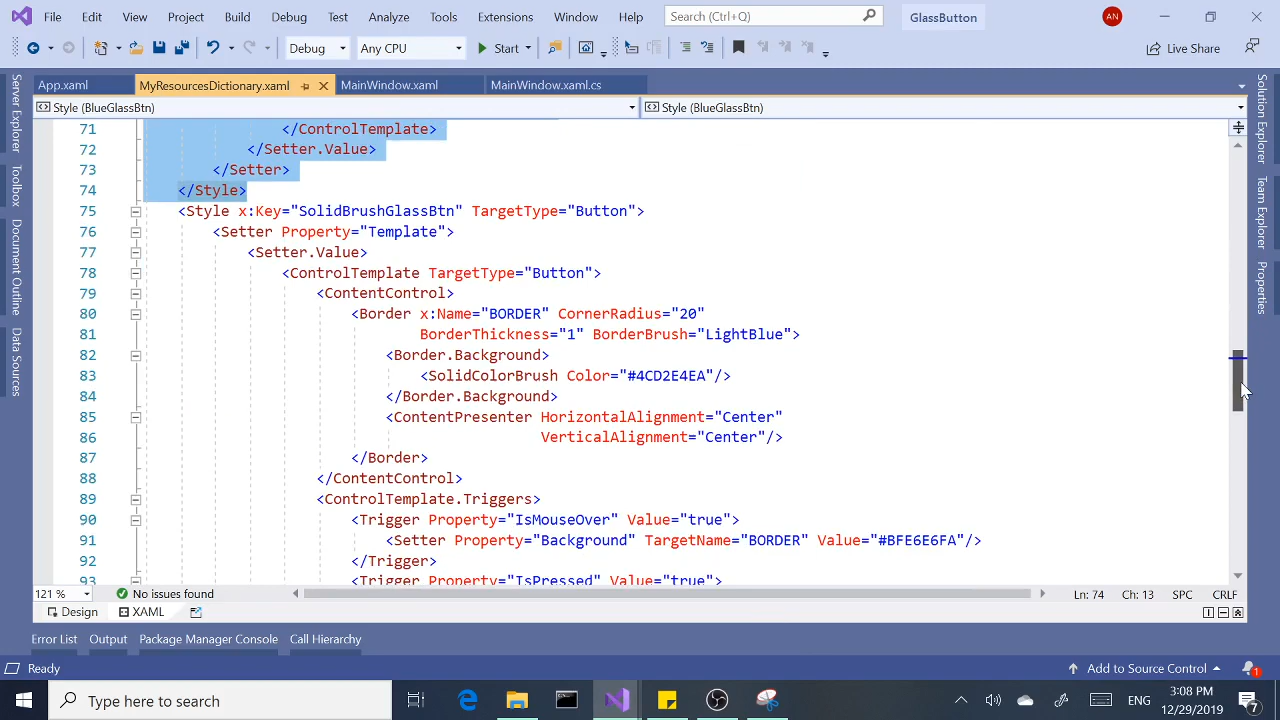 File Edit View Project Build Debug Test Analyze Tools Extensions Window Help Search (Ctrl+Q) GlassButton AN
Debug Any CPU Start Live Share
App.xaml MyResourcesDictionary.xaml MainWindow.xaml MainWindow.xaml.cs
Style (BlueGlassBtn) Style (BlueGlassBtn)
71 </ControlTemplate>
72 </Setter.Value>
73 </Setter>
74 </Style>
75 <Style x:Key="SolidBrushGlassBtn" TargetType="Button">
76 <Setter Property="Template">
77 <Setter.Value>
78 <ControlTemplate TargetType="Button">
79 <ContentControl>
80 <Border x:Name="BORDER" CornerRadius="20"
81 BorderThickness="1" BorderBrush="LightBlue">
82 <Border.Background>
83 <SolidColorBrush Color="#4CD2E4EA"/>
84 </Border.Background>
85 <ContentPresenter HorizontalAlignment="Center"
86 VerticalAlignment="Center"/>
87 </Border>
88 </ContentControl>
89 <ControlTemplate.Triggers>
90 <Trigger Property="IsMouseOver" Value="true">
91 <Setter Property="Background" TargetName="BORDER" Value="#BFE6E6FA"/>
92 </Trigger>
93 <Trigger Property="IsPressed" Value="true">
Server Explorer
Toolbox
Document Outline
Data Sources
Solution Explorer
Team Explorer
Properties
121 % No issues found Ln: 74 Ch: 13 SPC CRLF
Design XAML
Error List Output Package Manager Console Call Hierarchy
Ready Add to Source Control 1
Type here to search ENG 3:08 PM
12/29/2019 7